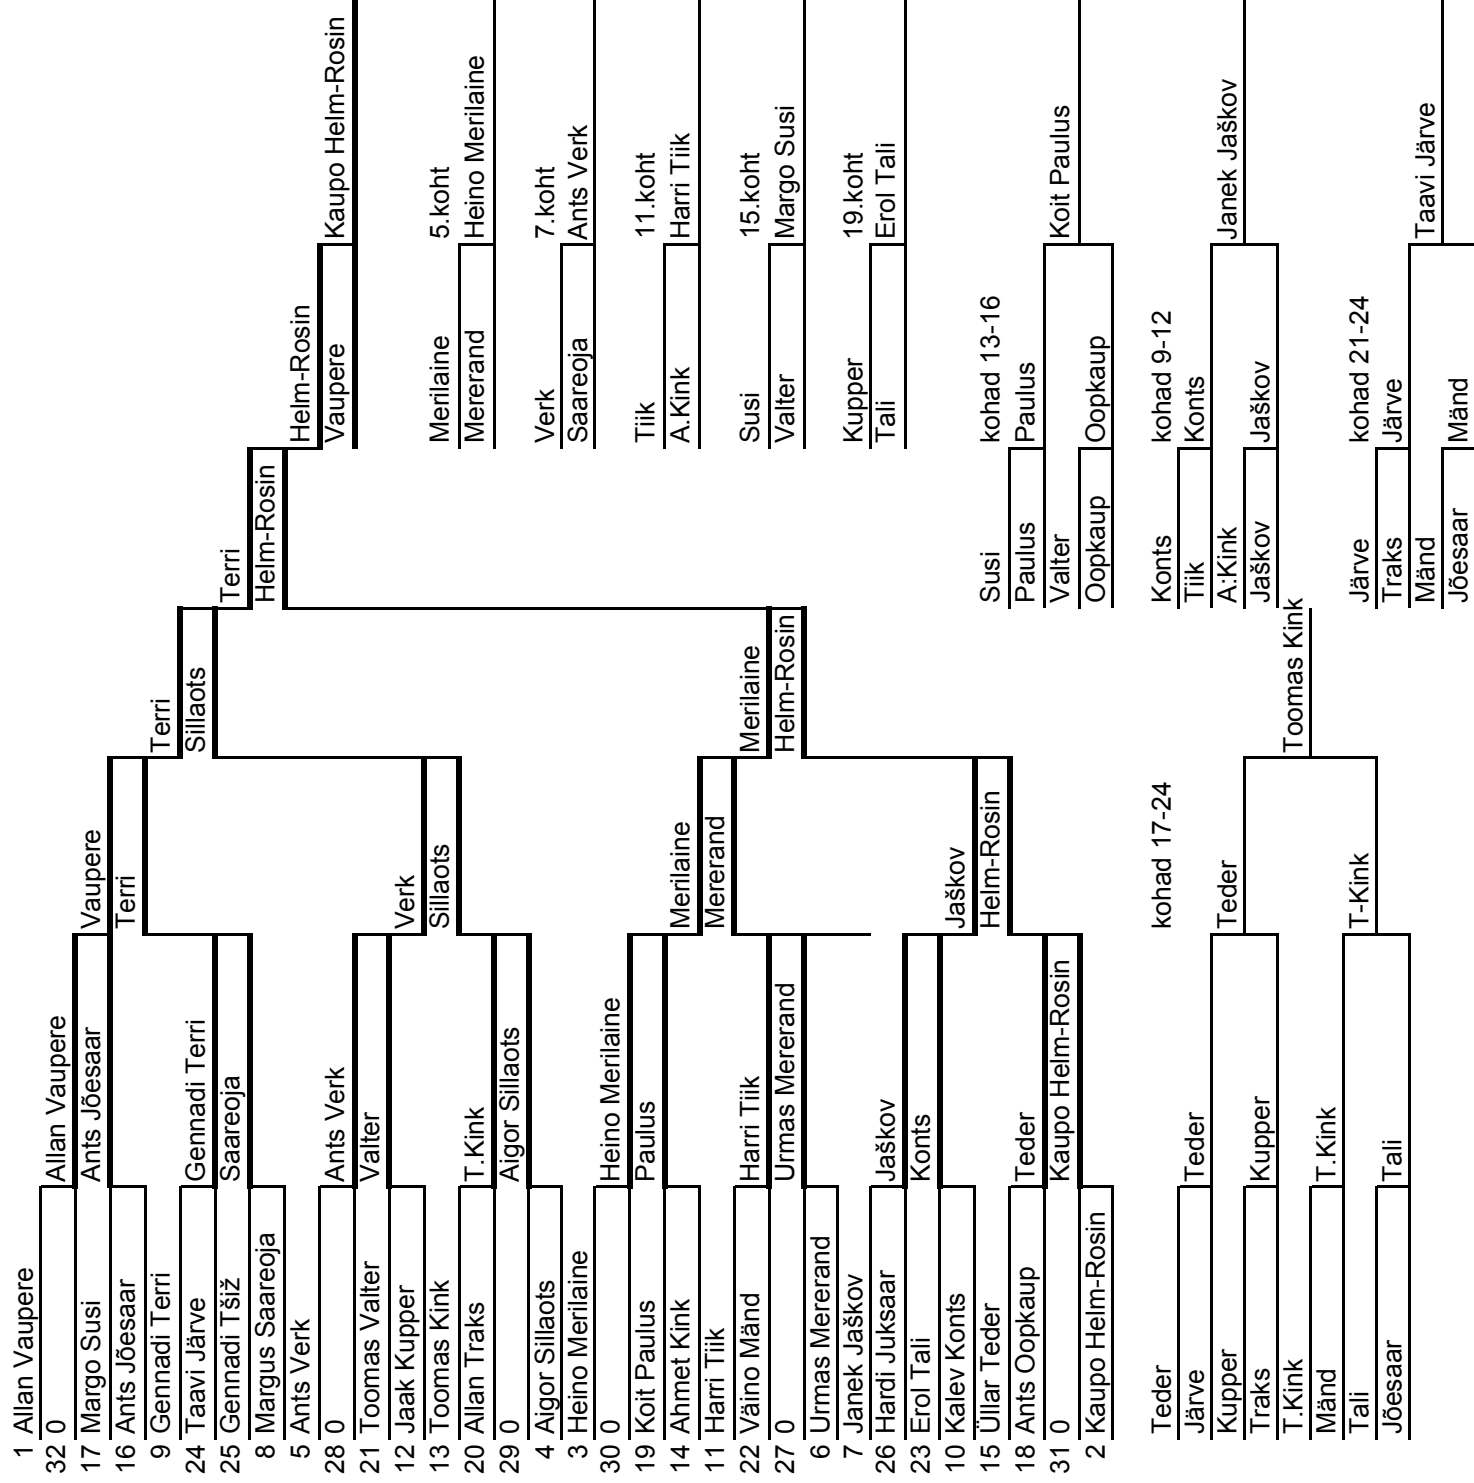 1 Allan Vaupere
32 0
17 Margo Susi
16 Ants Jõesaar
9 Gennadi Terri
24 Taavi Järve
25 Gennadi Tšiž
8 Margus Saareoja
5 Ants Verk
28 0
21 Toomas Valter
12 Jaak Kupper
13 Toomas Kink
20 Allan Traks
29 0
4 Aigor Sillaots
3 Heino Merilaine
30 0
19 Koit Paulus
14 Ahmet Kink
11 Harri Tiik
22 Väino Mänd
27 0
6 Urmas Mererand
7 Janek Jaškov
26 Hardi Juksaar
23 Erol Tali
10 Kalev Konts
15 Üllar Teder
18 Ants Oopkaup
31 0
2 Kaupo Helm-Rosin
Teder
Järve
Kupper
Traks
T.Kink
Mänd
Tali
Jõesaar
Allan Vaupere
Ants Jõesaar
Gennadi Terri
Saareoja
Ants Verk
Valter
T.Kink
Aigor Sillaots
Heino Merilaine
Paulus
Harri Tiik
Urmas Mererand
Jaškov
Konts
Teder
Kaupo Helm-Rosin
Teder
Kupper
T.Kink
Tali
Vaupere
Terri
Verk
Sillaots
Merilaine
Mererand
Jaškov
Helm-Rosin
kohad 17-24
Teder
T-Kink
Terri
Sillaots
Merilaine
Helm-Rosin
Toomas Kink
Terri
Helm-Rosin
Susi
Paulus
Valter
Oopkaup
Konts
Tiik
A:Kink
Jaškov
Järve
Traks
Mänd
Jõesaar
Helm-Rosin
Vaupere
Merilaine
Mererand
Verk
Saareoja
Tiik
A.Kink
Susi
Valter
Kupper
Tali
kohad 13-16
Paulus
Oopkaup
kohad 9-12
Konts
Jaškov
kohad 21-24
Järve
Mänd
Kaupo Helm-Rosin
5.koht
Heino Merilaine
7.koht
Ants Verk
11.koht
Harri Tiik
15.koht
Margo Susi
19.koht
Erol Tali
Koit Paulus
Janek Jaškov
Taavi Järve